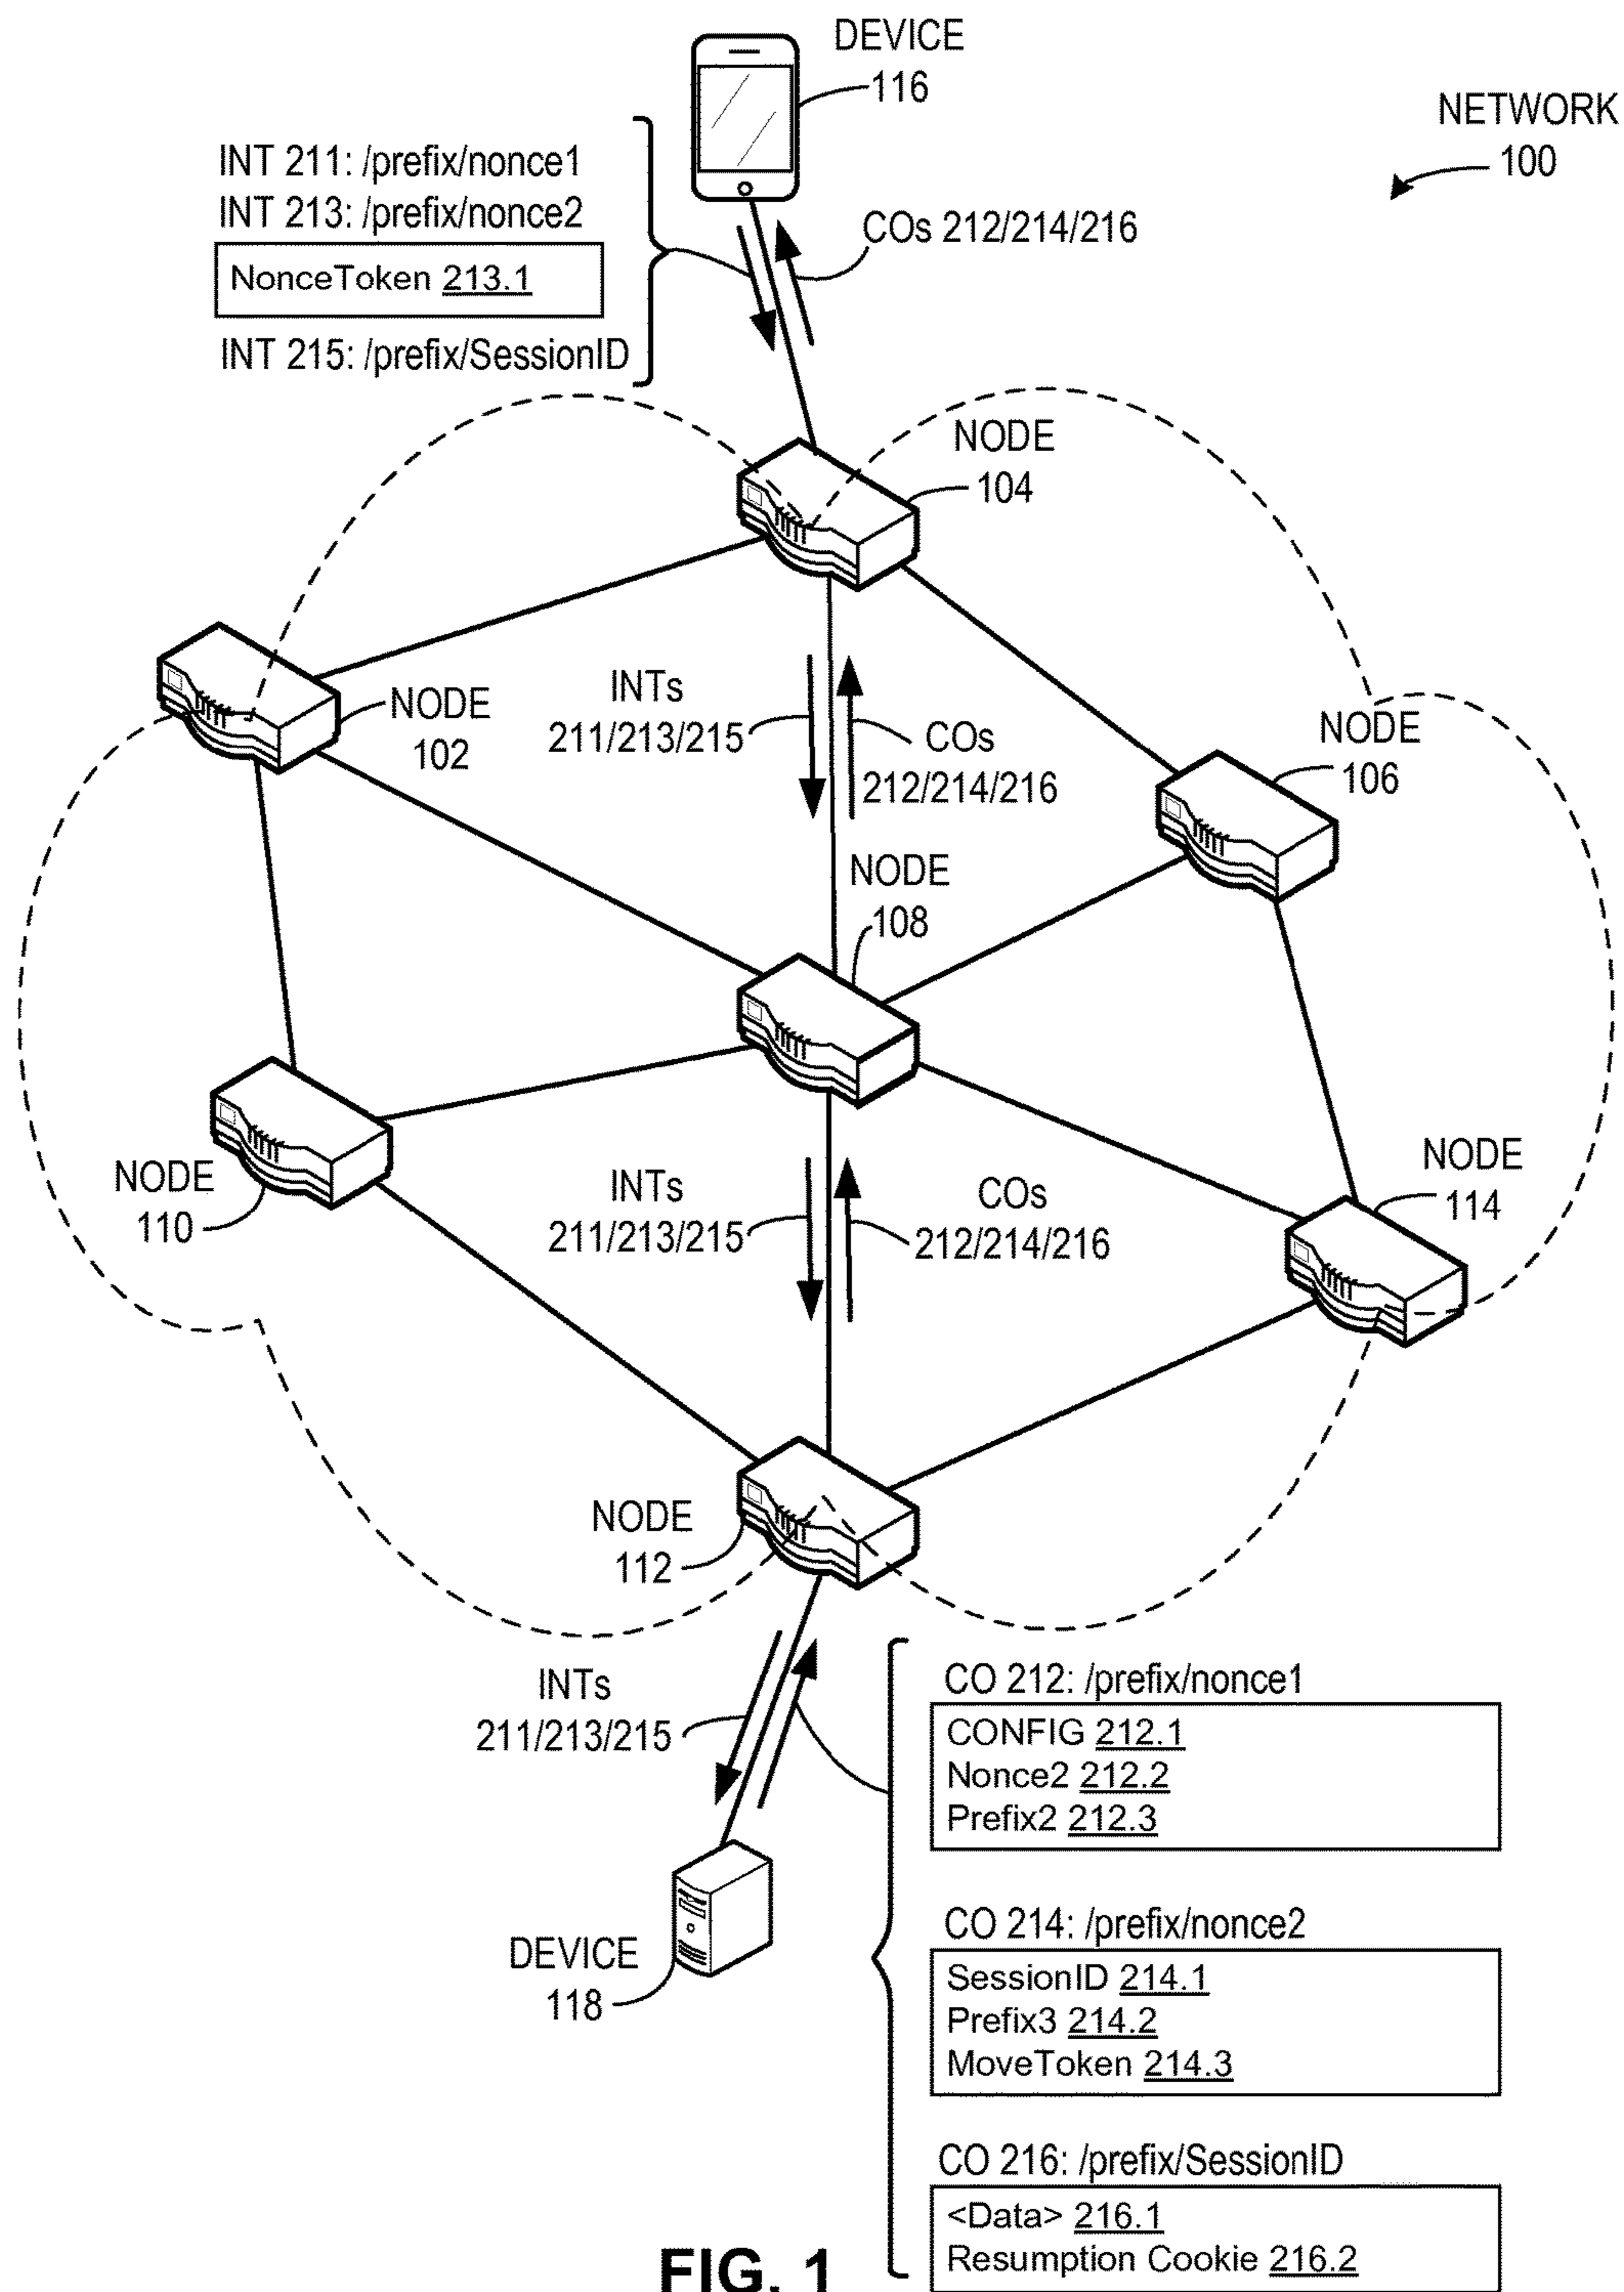 DEVICE
116
NETWORK
100
INT 211: /prefix/nonce1
INT 213: /prefix/nonce2
NonceToken 213.1
INT 215: /prefix/SessionID
COs 212/214/216
NODE
104
NODE
102
INTs
211/213/215
COs
212/214/216
NODE
106
NODE
108
NODE
110
INTs
211/213/215
COs
212/214/216
NODE
114
NODE
112
INTs
211/213/215
DEVICE
118
CO 212: /prefix/nonce1
CONFIG 212.1
Nonce2 212.2
Prefix2 212.3
CO 214: /prefix/nonce2
SessionID 214.1
Prefix3 214.2
MoveToken 214.3
CO 216: /prefix/SessionID
<Data> 216.1
Resumption Cookie 216.2
FIG. 1